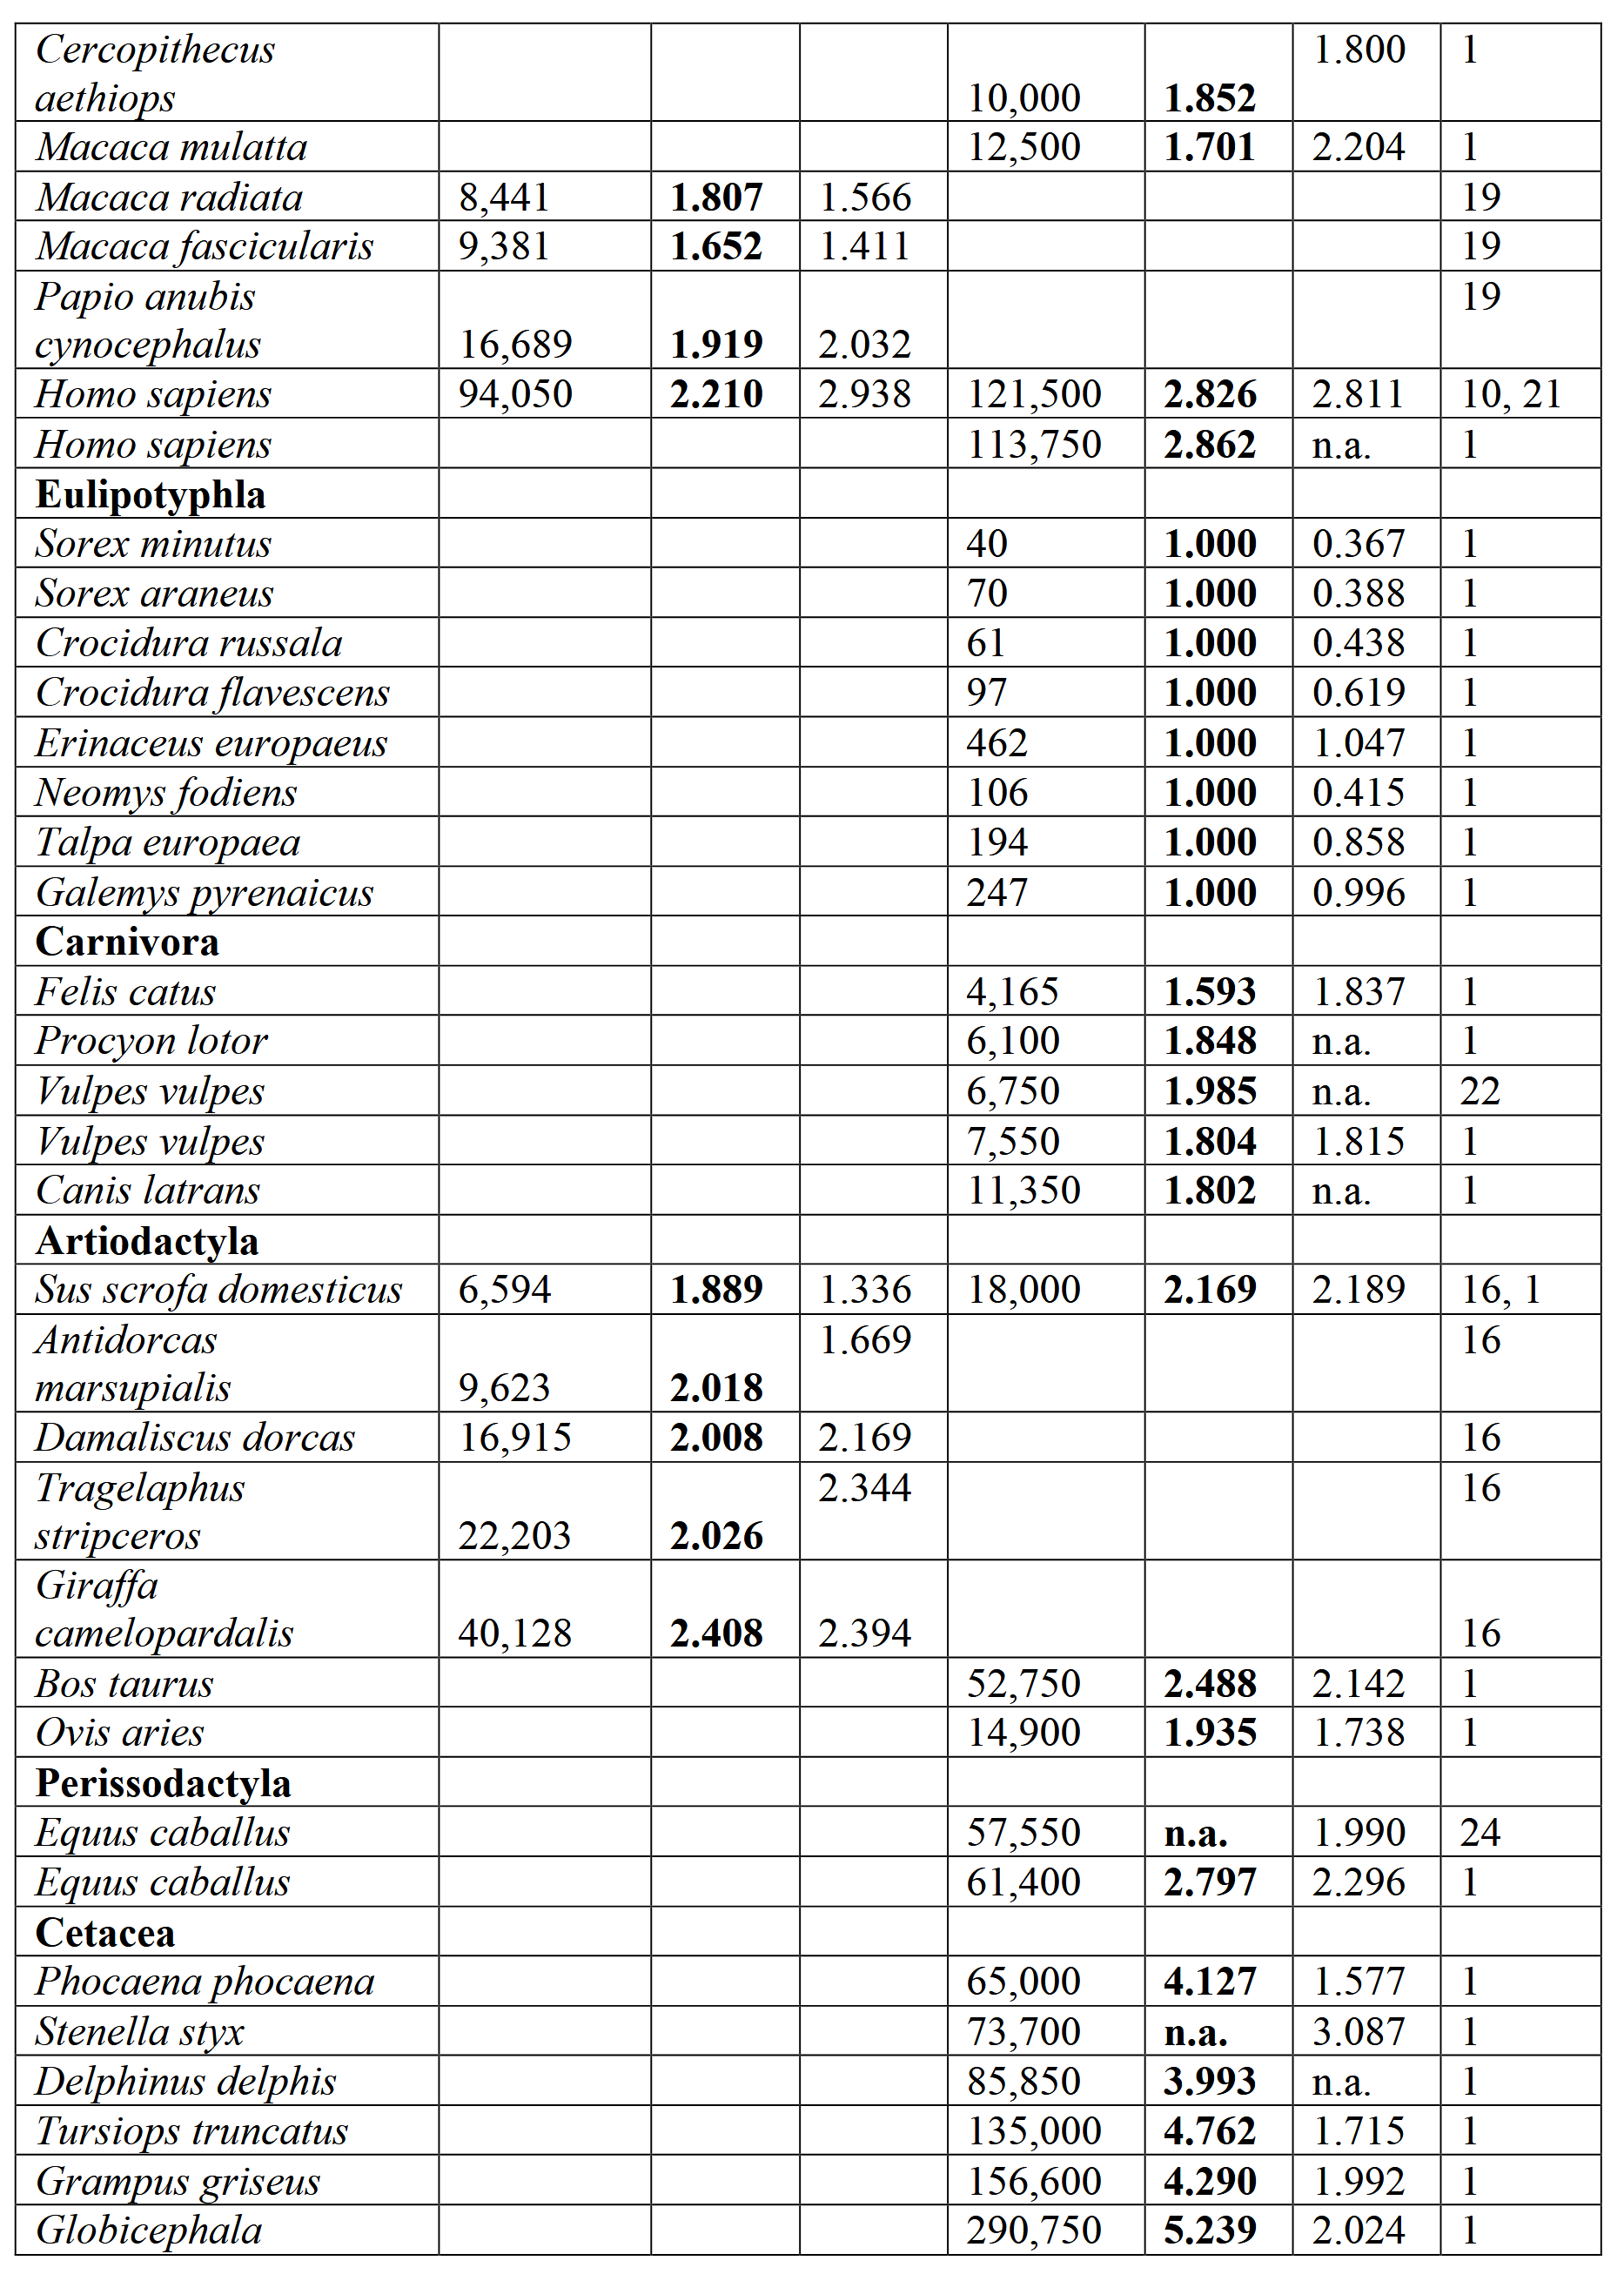 Cercopithecus 1.800 1
aethiops 10,000 1.852
Macaca mulatta 12,500 1.701 2.204 1
Macaca radiata 8,441 1.807 1.566 19
Macaca fascicularis 9,381 1.652 1.411 19
Papio anubis 19
cynocephalus 16,689 1.919 2.032
Homo sapiens 94,050 2.210 2.938 121,500 2.826 2.811 10, 21
Homo sapiens 113,750 2.862 n.a. 1
Eulipotyphla
Sorex minutus 40 1.000 0.367 1
Sorex araneus 70 1.000 0.388 1
Crocidura russala 61 1.000 0.438 1
Crocidura flavescens 97 1.000 0.619 1
Erinaceus europaeus 462 1.000 1.047 1
Neomys fodiens 106 1.000 0.415 1
Talpa europaea 194 1.000 0.858 1
Galemys pyrenaicus 247 1.000 0.996 1
Carnivora
Felis catus 4,165 1.593 1.837 1
Procyon lotor 6,100 1.848 n.a. 1
Vulpes vulpes 6,750 1.985 n.a. 22
Vulpes vulpes 7,550 1.804 1.815 1
Canis latrans 11,350 1.802 n.a. 1
Artiodactyla
Sus scrofa domesticus 6,594 1.889 1.336 18,000 2.169 2.189 16, 1
Antidorcas 1.669 16
marsupialis 9,623 2.018
Damaliscus dorcas 16,915 2.008 2.169 16
Tragelaphus 2.344 16
stripceros 22,203 2.026
Giraffa
camelopardalis 40,128 2.408 2.394 16
Bos taurus 52,750 2.488 2.142 1
Ovis aries 14,900 1.935 1.738 1
Perissodactyla
Equus caballus 57,550 n.a. 1.990 24
Equus caballus 61,400 2.797 2.296 1
Cetacea
Phocaena phocaena 65,000 4.127 1.577 1
Stenella styx 73,700 n.a. 3.087 1
Delphinus delphis 85,850 3.993 n.a. 1
Tursiops truncatus 135,000 4.762 1.715 1
Grampus griseus 156,600 4.290 1.992 1
Globicephala 290,750 5.239 2.024 1